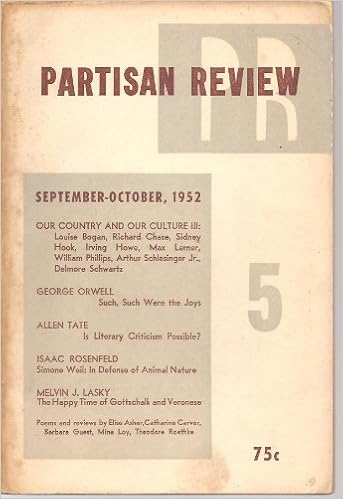 PR
PARTISAN REVIEW
SEPTEMBER-OCTOBER, 1952
OUR COUNTRY AND OUR CULTURE III:
Louise Bogan, Richard Chase, Sidney
Hook, Irving Howe, Max Lerner,
William Phillips, Arthur Schlesinger Jr.,
Delmore Schwartz
GEORGE ORWELL
Such, Such Were the Joys
ALLEN TATE
Is Literary Criticism Possible?
ISAAC ROSENFELD
Simone Weil: In Defense of Animal Nature
MELVIN J. LASKY
The Happy Time of Gottschalk and Veronese
Poems and reviews by Elise Asher, Catharine Carver,
Barbara Guest, Mina Loy, Theodore Roethke
5
75c